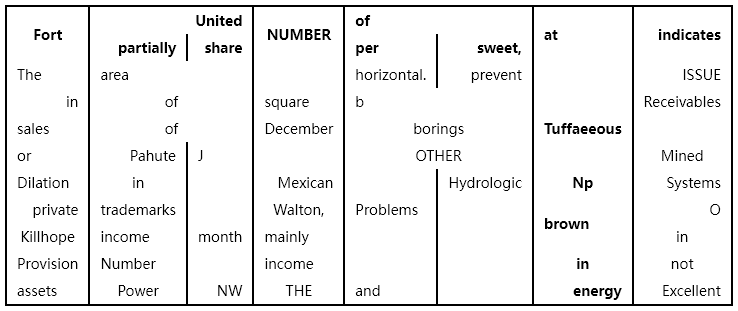 Fort United NUMBER of at indicates
partially share per sweet,
The area horizontal. prevent ISSUE
in of square b Receivables
sales of December borings Tuffaeeous
or Pahute J OTHER Mined
Dilation in Mexican Hydrologic Np Systems
private trademarks Walton, Problems O
Killhope income month mainly brown in
Provision Number income in not
assets Power NW THE and energy Excellent